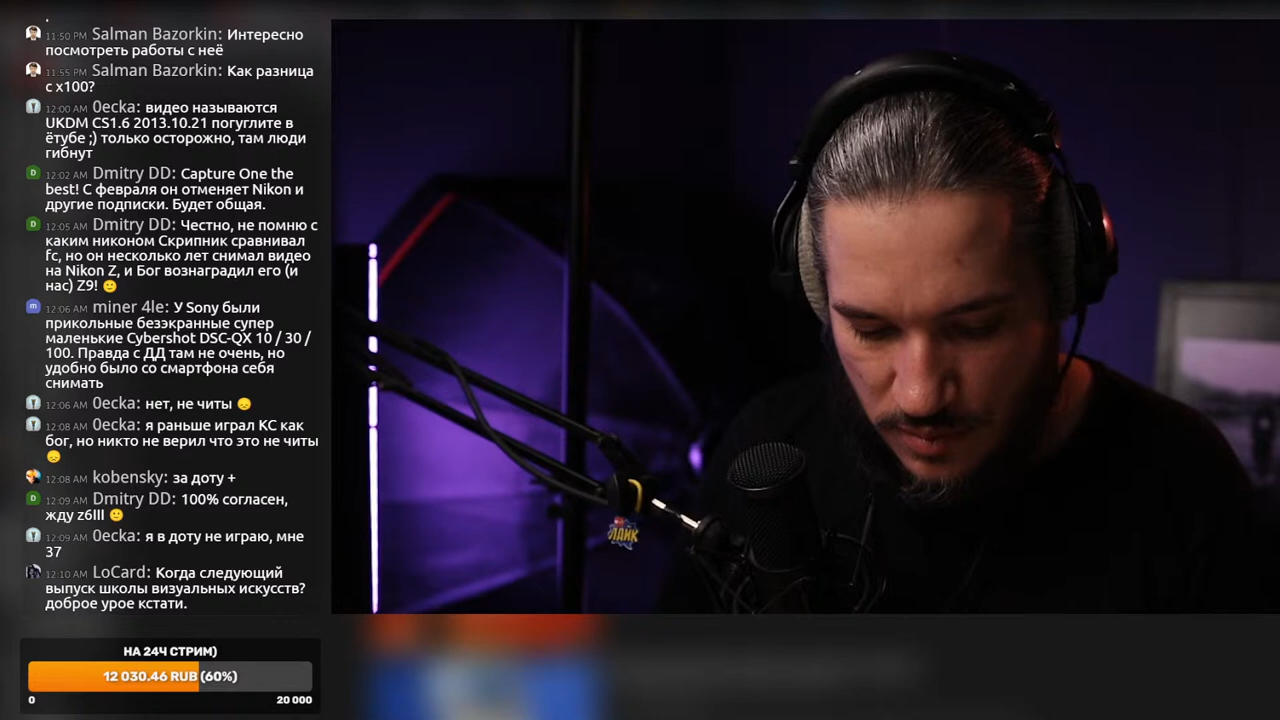 .
11:50 PM Salman Bazorkin: Интересно
посмотреть работы с неё
11:55 PM Salman Bazorkin: Как разница
с x100?
12:00 AM 0ecka: видео называются
UKDM CS1.6 2013.10.21 погуглите в
ётубе ;) только осторожно, там люди
гибнут
12:02 AM Dmitry DD: Capture One the
best! С февраля он отменяет Nikon и
другие подписки. Будет общая.
12:05 AM Dmitry DD: Честно, не помню с
каким никоном Скрипник сравнивал
fc, но он несколько лет снимал видео
на Nikon Z, и Бог вознаградил его (и
нас) Z9! 🙂
12:06 AM miner 4le: У Sony были
прикольные безэкранные супер
маленькие Cybershot DSC-QX 10 / 30 /
100. Правда с ДД там не очень, но
удобно было со смартфона себя
снимать
12:06 AM 0ecka: нет, не читы 😞
12:08 AM 0ecka: я раньше играл КС как
бог, но никто не верил что это не читы
😞
12:08 AM kobensky: за доту +
12:09 AM Dmitry DD: 100% согласен,
жду z6lll 🙂
12:09 AM 0ecka: я в доту не играю, мне
37
12:10 AM LoCard: Когда следующий
выпуск школы визуальных искусств?
доброе урое кстати.
ЛАЙК
НА 24Ч СТРИМ)
12 030.46 RUB (60%)
0 20 000